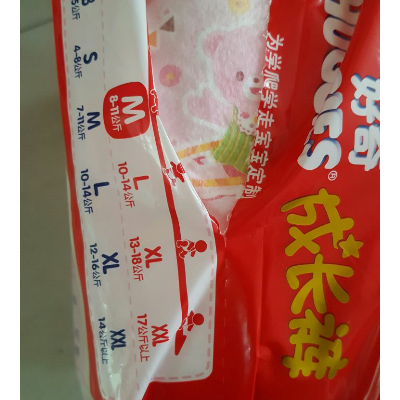 HUGGIES®
好奇
成长裤
为学爬学走宝宝定制
S
4-8公斤
M
7-11公斤
L
10-14公斤
XL
12-16公斤
XXL
14公斤以上
M
8-11公斤
L
10-14公斤
XL
13-18公斤
XXL
17公斤以上